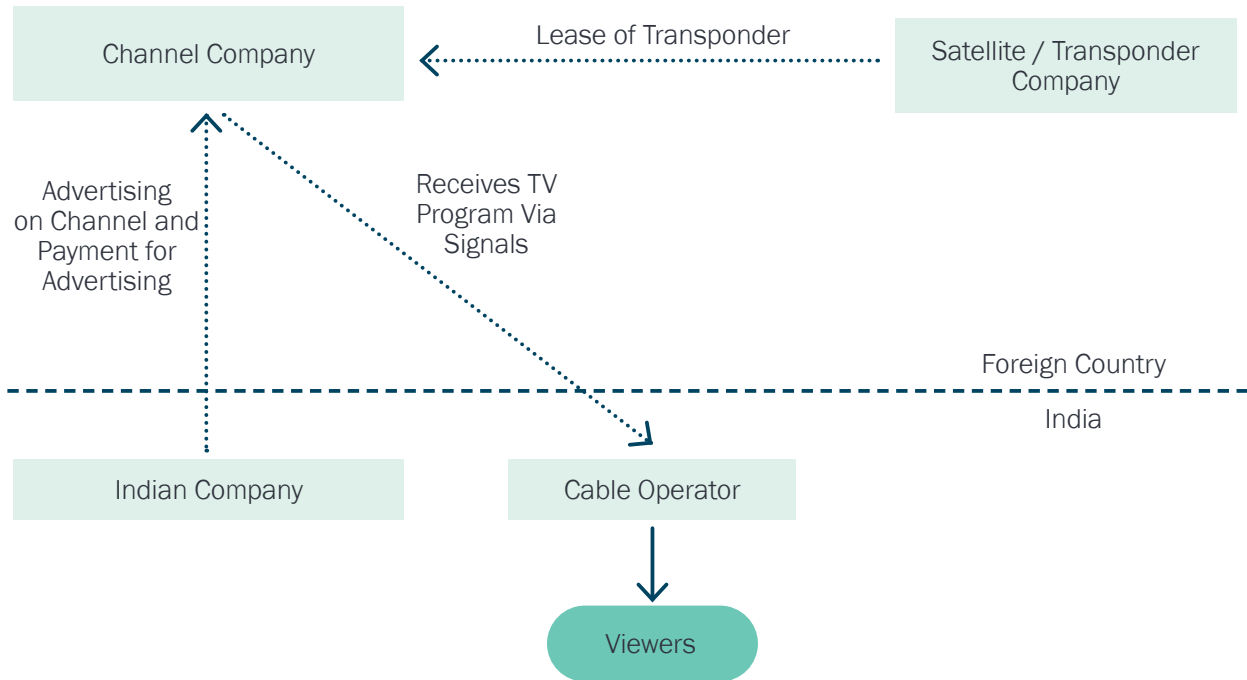 Channel Company
Lease of Transponder
Satellite / Transponder
Company
Advertising
on Channel and
Payment for
Advertising
Receives TV
Program Via
Signals
Foreign Country
India
Indian Company
Cable Operator
Viewers